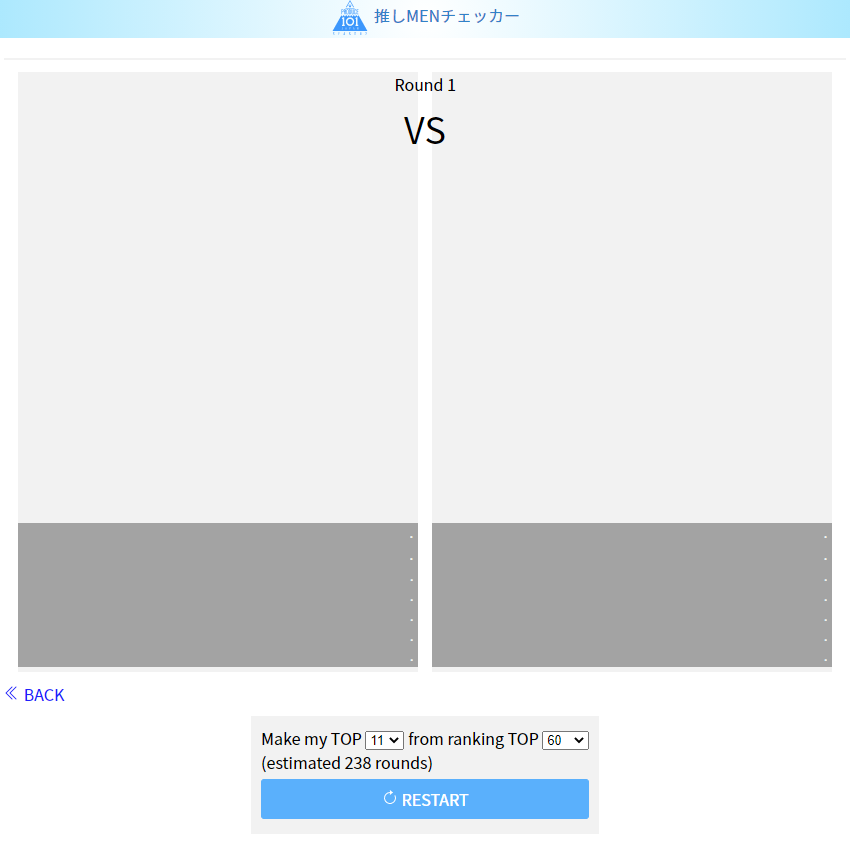 PRODUCE
101
推しMENチェッカー
Round 1
VS
BACK
Make my TOP 11 from ranking TOP 60
(estimated 238 rounds)
RESTART